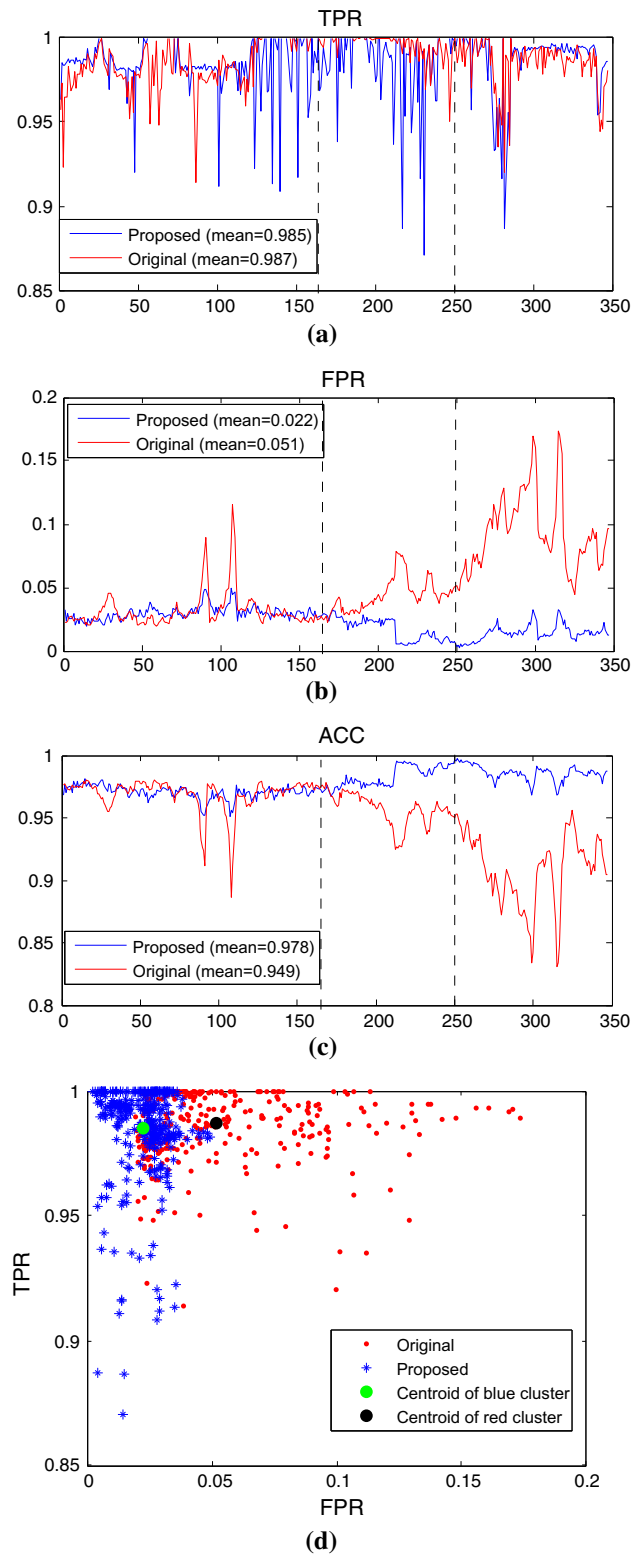 TPR
1
0.95
0.9
0.85
Proposed (mean=0.985)
Original (mean=0.987)
0 50 100 150 200 250 300 350
(a)
FPR
0.2
0.15
0.1
0.05
0
Proposed (mean=0.022)
Original (mean=0.051)
0 50 100 150 200 250 300 350
(b)
ACC
1
0.95
0.9
0.85
0.8
Proposed (mean=0.978)
Original (mean=0.949)
0 50 100 150 200 250 300 350
(c)
1
0.95
0.9
0.85
TPR
Original
Proposed
Centroid of blue cluster
Centroid of red cluster
0 0.05 0.1 0.15 0.2
FPR
(d)